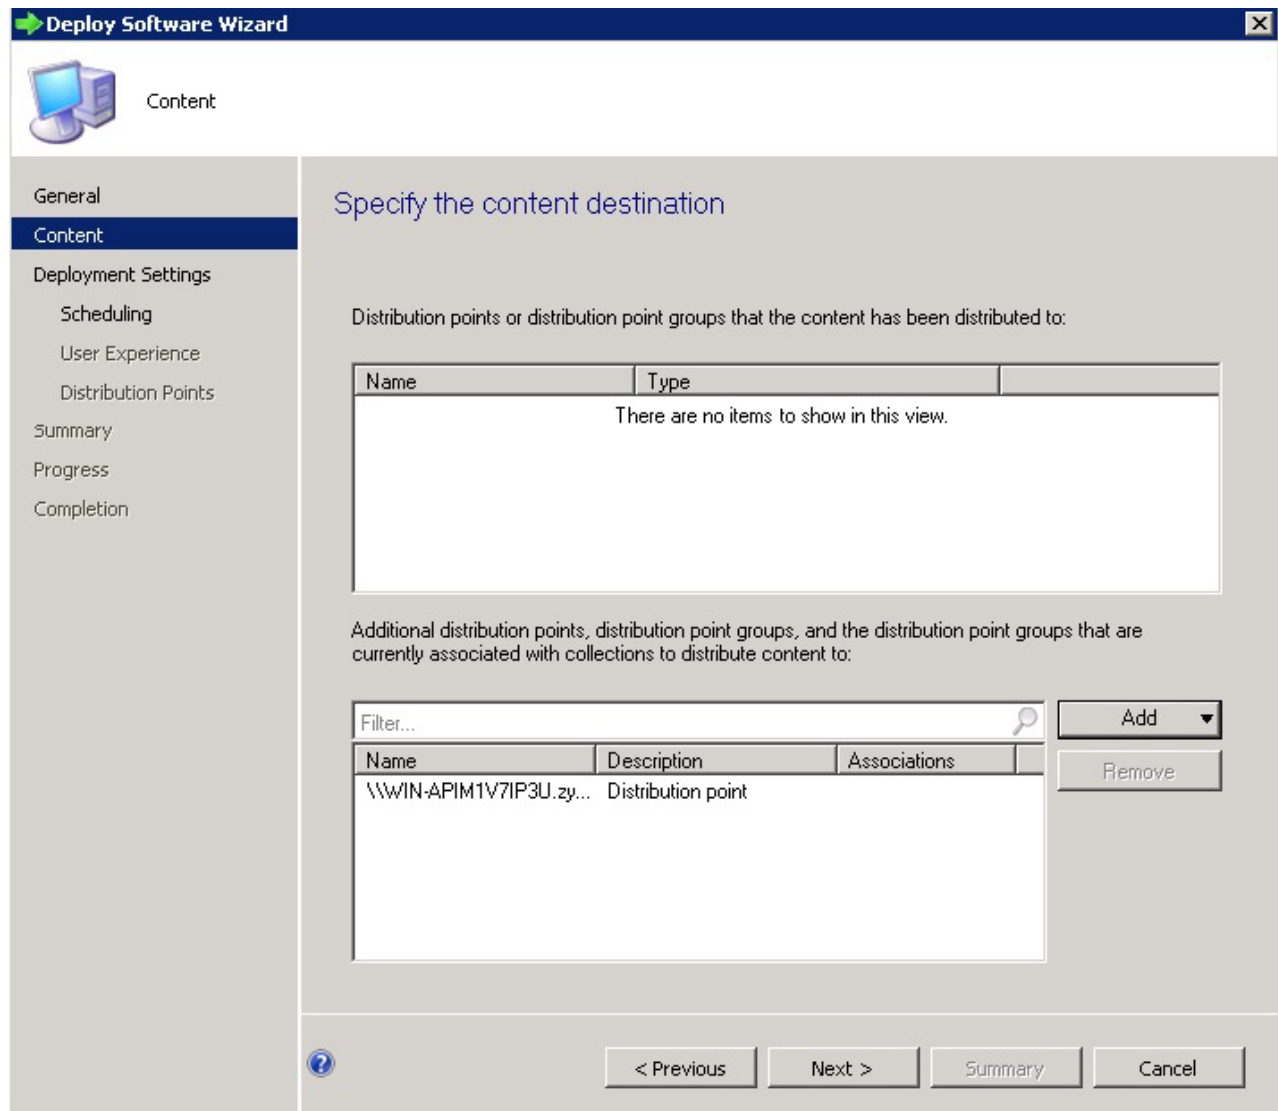 Deploy Software Wizard
Content
General
Content
Deployment Settings
Scheduling
User Experience
Distribution Points
Summary
Progress
Completion
Specify the content destination
Distribution points or distribution point groups that the content has been distributed to:
Name Type
There are no items to show in this view.
Additional distribution points, distribution point groups, and the distribution point groups that are
currently associated with collections to distribute content to:
Filter...
Add
Name Description Associations
Remove
\\WIN-APIM1V7IP3U.zy... Distribution point
< Previous Next > Summary Cancel